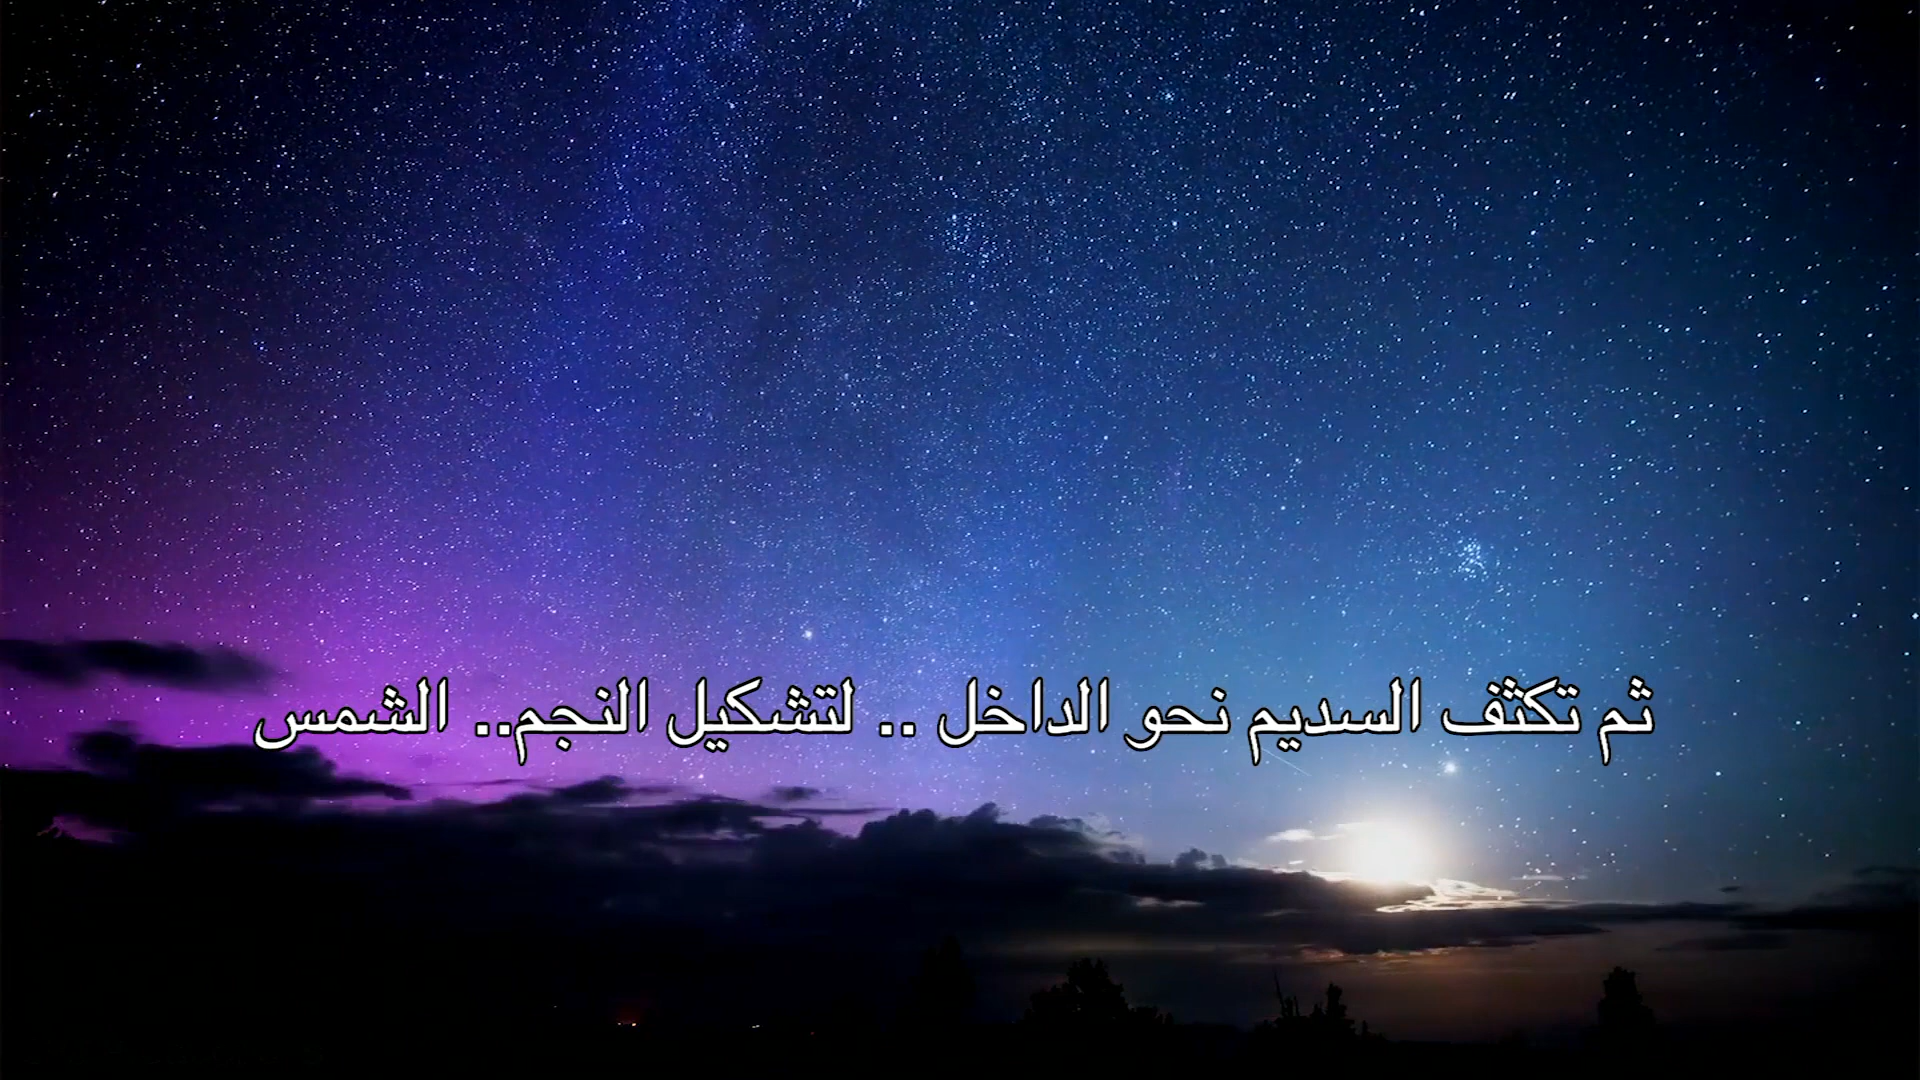 ثم تكثف السديم نحو الداخل .. لتشكيل النجم.. الشمس